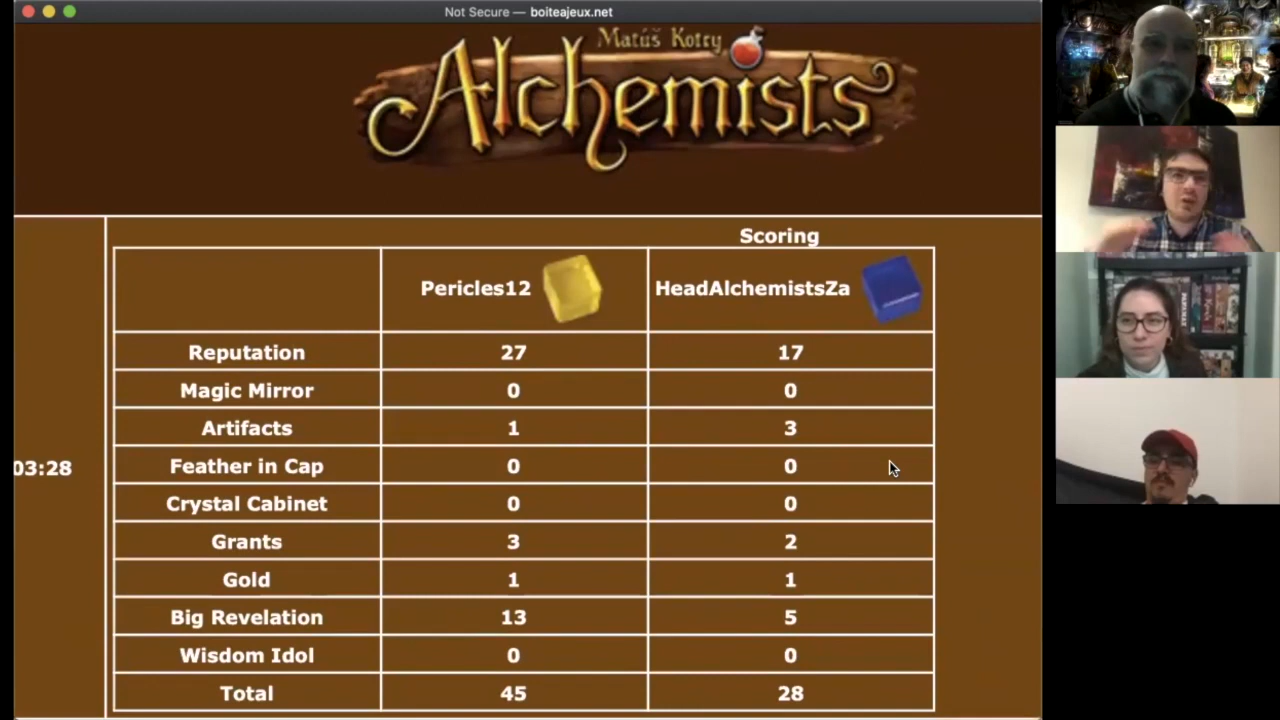 Not Secure — boiteajeux.net
Matúš Kotry
Alchemists
Scoring
Pericles12 HeadAlchemistsZa
Reputation 27 17
Magic Mirror 0 0
Artifacts 1 3
Feather in Cap 0 0
03:28
Crystal Cabinet 0 0
Grants 3 2
Gold 1 1
Big Revelation 13 5
Wisdom Idol 0 0
Total 45 28